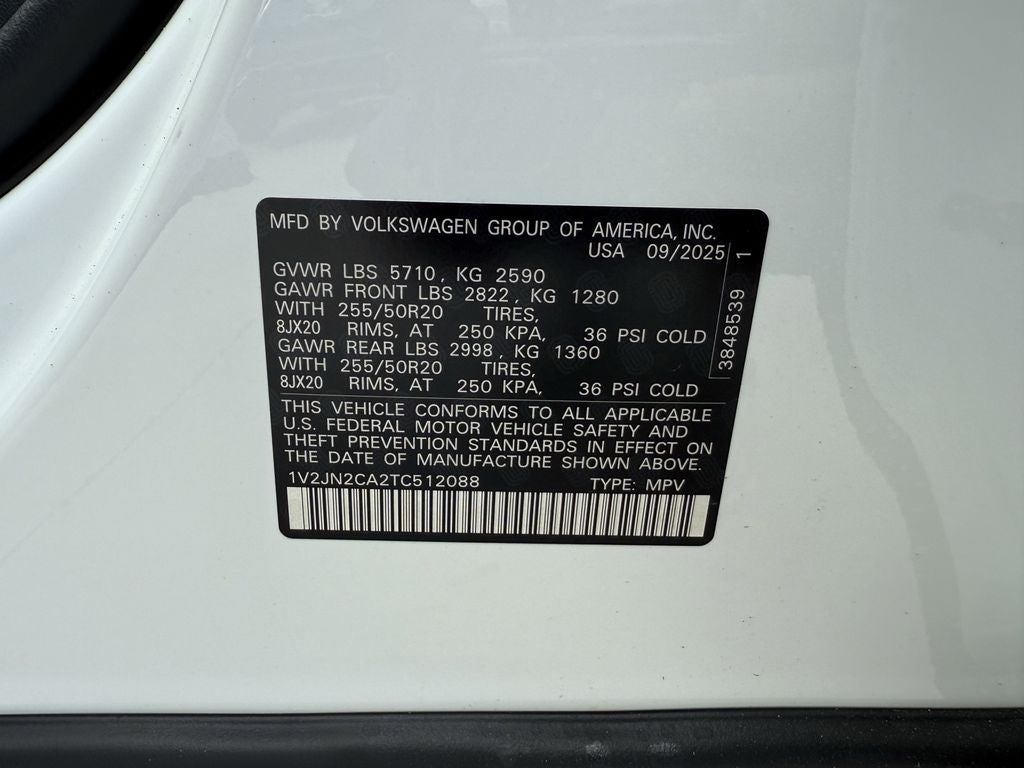 MFD BY VOLKSWAGEN GROUP OF AMERICA, INC.
USA 09/2025
GVWR LBS 5710, KG 2590
GAWR FRONT LBS 2822, KG 1280
WITH 255/50R20 TIRES,
8JX20 RIMS, AT 250 KPA, 36 PSI COLD
GAWR REAR LBS 2998, KG 1360
WITH 255/50R20 TIRES,
8JX20 RIMS, AT 250 KPA, 36 PSI COLD
3848539 1
THIS VEHICLE CONFORMS TO ALL APPLICABLE
U.S. FEDERAL MOTOR VEHICLE SAFETY AND
THEFT PREVENTION STANDARDS IN EFFECT ON
THE DATE OF MANUFACTURE SHOWN ABOVE.
1V2JN2CA2TC512088 TYPE: MPV